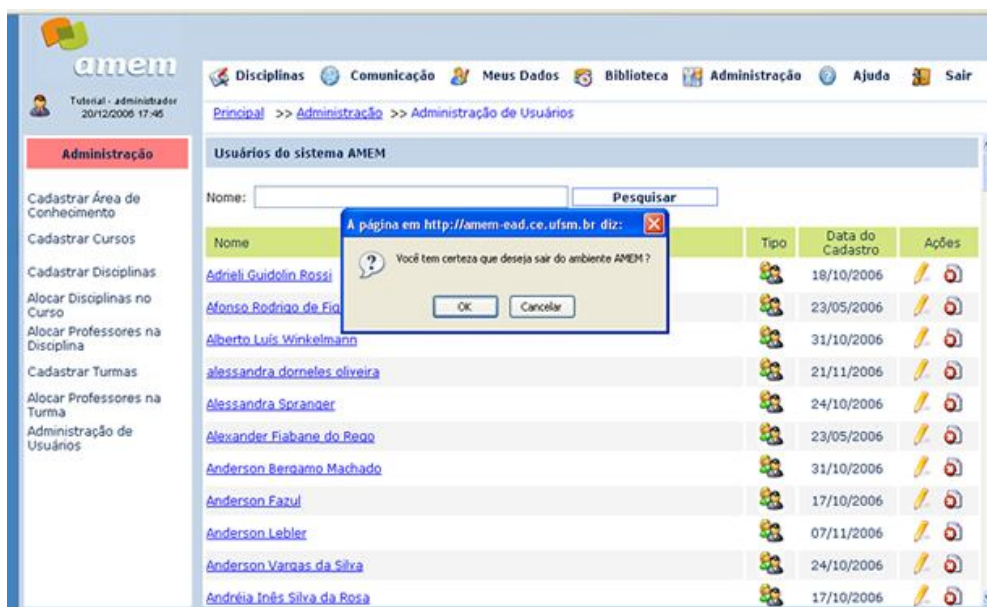 amem
Tutorial - administrador
20/12/2006 17:46
Disciplinas Comunicação Meus Dados Biblioteca Administração Ajuda Sair
Principal >> Administração >> Administração de Usuários
Administração
Cadastrar Área de
Conhecimento
Cadastrar Cursos
Cadastrar Disciplinas
Alocar Disciplinas no
Curso
Alocar Professores na
Disciplina
Cadastrar Turmas
Alocar Professores na
Turma
Administração de
Usuários
Usuários do sistema AMEM
Nome: Pesquisar
A página em http://amem-ead.ce.ufsm.br diz:
Você tem certeza que deseja sair do ambiente AMEM ?
OK Cancelar
Nome Tipo Data do Cadastro Ações
Adrieli Guidolin Rossi 18/10/2006
Afonso Rodrigo de 23/05/2006
Alberto Luís Winkelmann 31/10/2006
alessandra dorneles oliveira 21/11/2006
Alessandra Spranger 24/10/2006
Alexander Fiabane do Rego 23/05/2006
Anderson Bergamo Machado 31/10/2006
Anderson Fazul 17/10/2006
Anderson Lebler 07/11/2006
Anderson Vargas da Silva 24/10/2006
Andréia Inês Silva da Rosa 17/10/2006